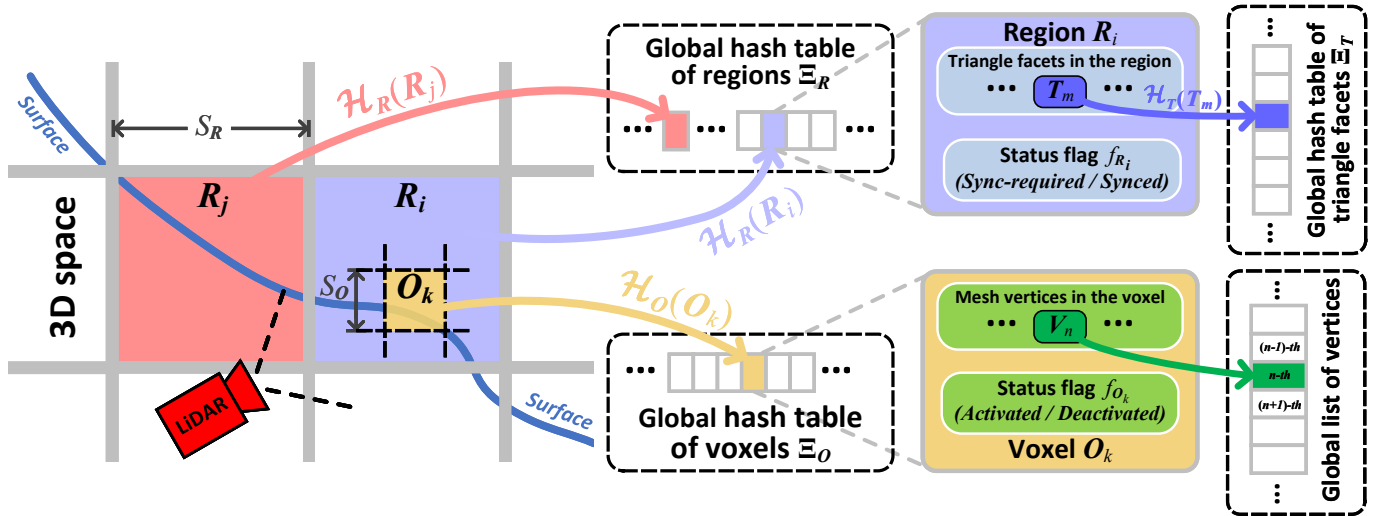 3D space
Surface
S_R
R_j
R_i
S_O
O_k
LiDAR
Surface
H_R(R_j)
H_R(R_i)
H_O(O_k)
Global hash table
of regions Ξ_R
... ... ...
... ...
Global hash table
of voxels Ξ_O
Region R_i
Triangle facets in the region
... T_m ...
H_T(T_m)
Status flag f_{R_i}
(Sync-required / Synced)
Mesh vertices in the voxel
... V_n ...
Status flag f_{O_k}
(Activated / Deactivated)
Voxel O_k
...
...
Global hash table of
triangle facets Ξ_T
...
(n-1)-th
n-th
(n+1)-th
...
Global list of vertices